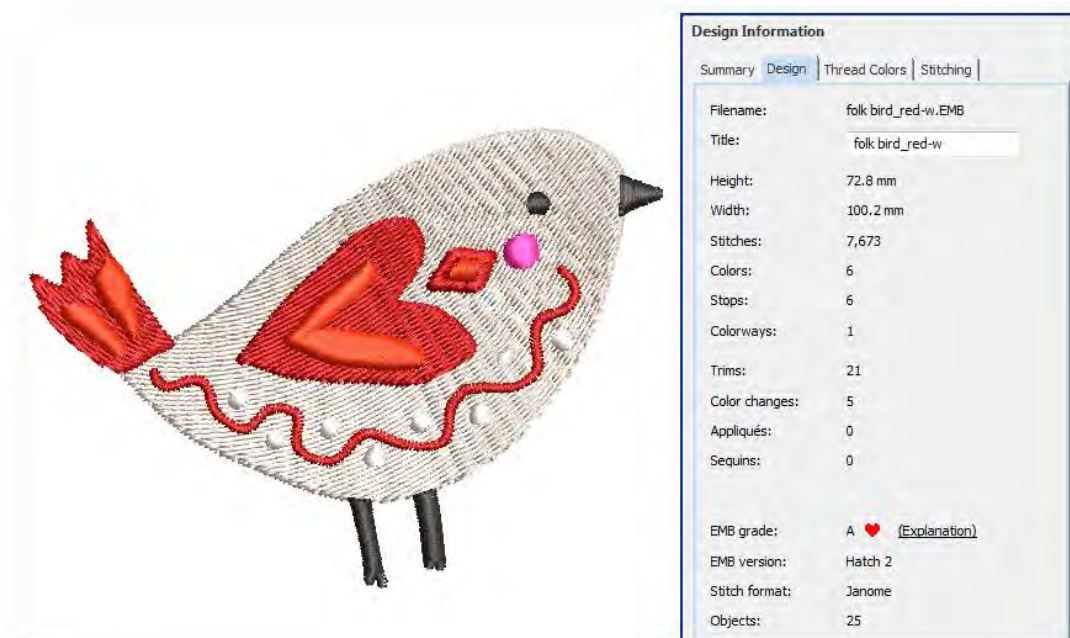 Design Information
Summary Design Thread Colors Stitching
Filename: folk bird_red-w.EMB
Title: folk bird_red-w
Height: 72.8 mm
Width: 100.2 mm
Stitches: 7,673
Colors: 6
Stops: 6
Colorways: 1
Trims: 21
Color changes: 5
Appliqués: 0
Sequins: 0
EMB grade: A (Explanation)
EMB version: Hatch 2
Stitch format: Janome
Objects: 25